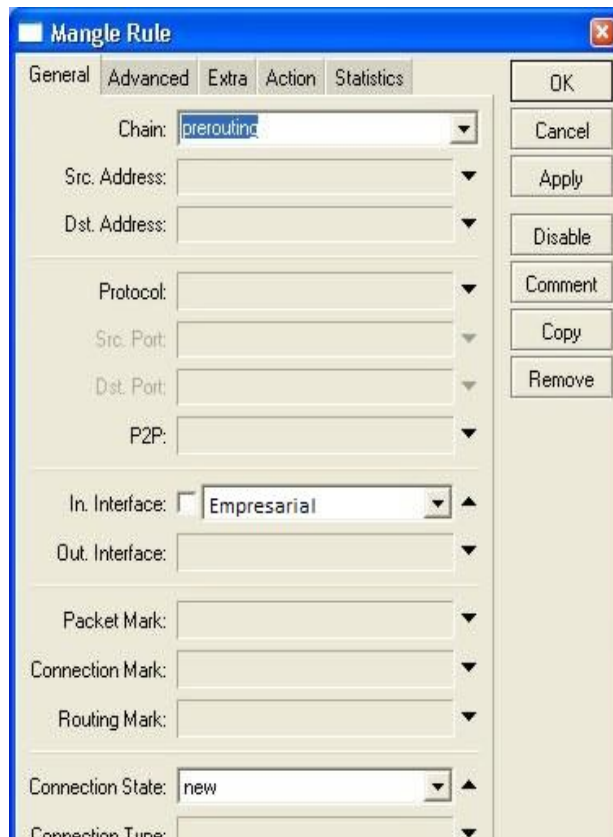 Mangle Rule
General Advanced Extra Action Statistics
OK
Chain: prerouting
Cancel
Src. Address:
Apply
Dst. Address:
Disable
Protocol:
Comment
Src. Port:
Copy
Dst. Port:
Remove
P2P:
In. Interface: Empresarial
Out. Interface:
Packet Mark:
Connection Mark:
Routing Mark:
Connection State: new
Connection Type: